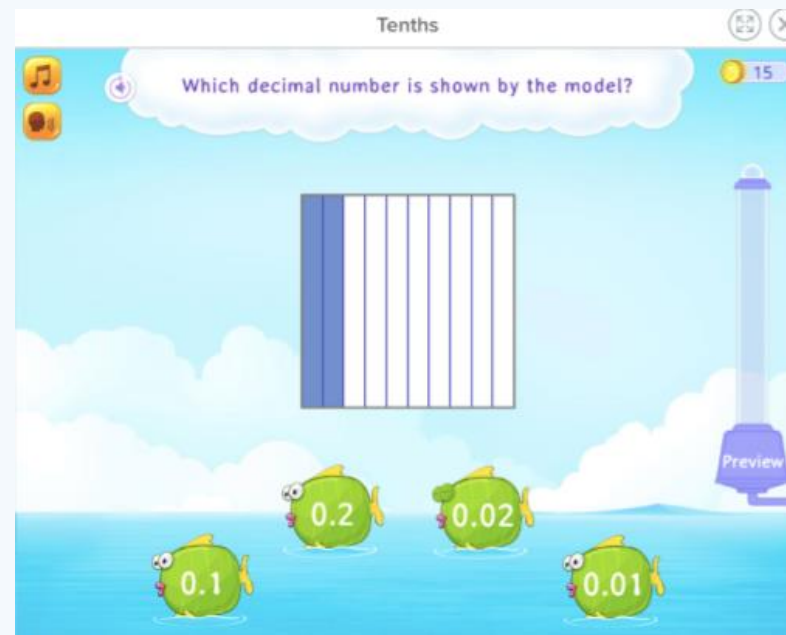 Tenths
Which decimal number is shown by the model?
15
Preview
0.2
0.02
0.1
0.01